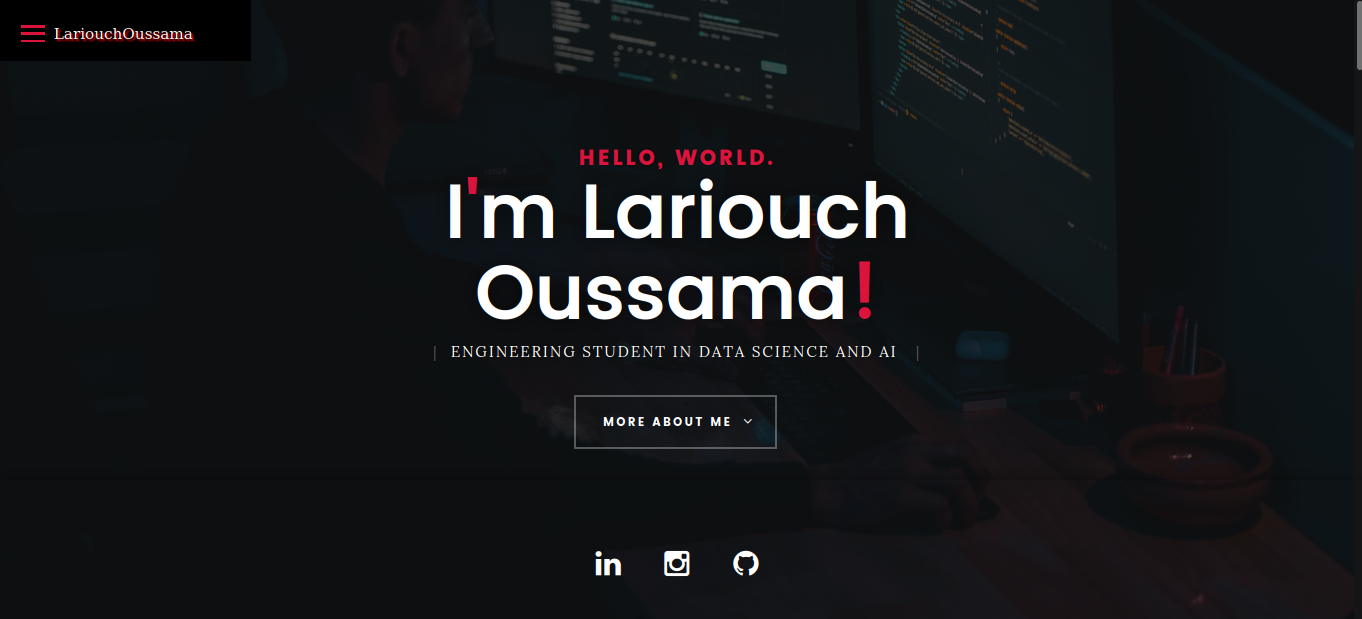 LariouchOussama
HELLO, WORLD.
I'm Lariouch
Oussama!
| ENGINEERING STUDENT IN DATA SCIENCE AND AI |
MORE ABOUT ME
in